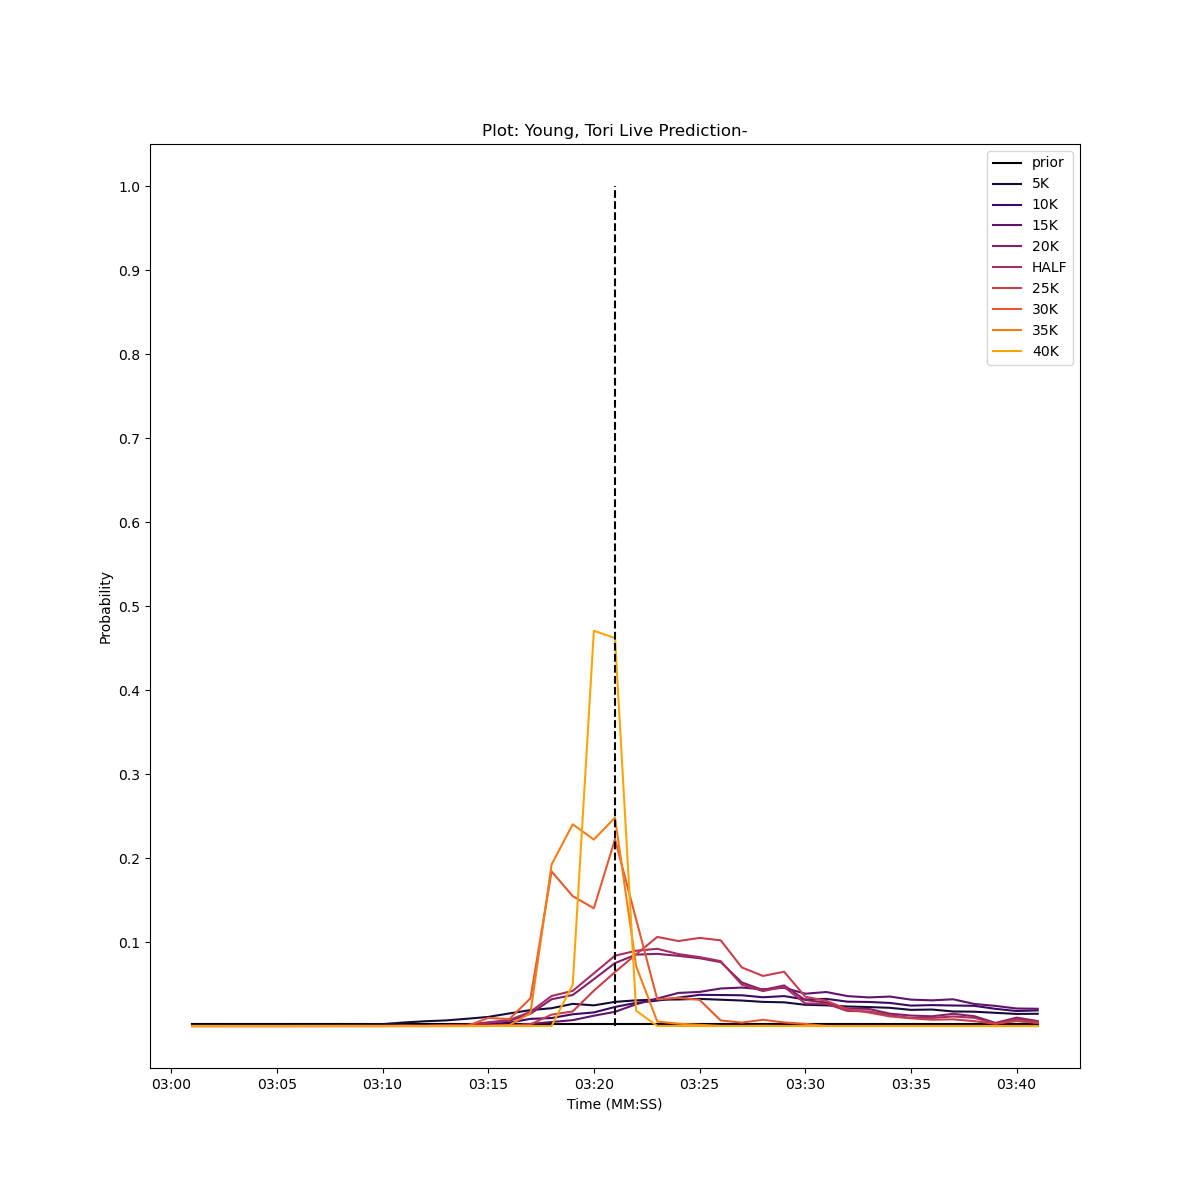 Plot: Young, Tori Live Prediction-
prior
5K
10K
15K
20K
HALF
25K
30K
35K
40K
1.0
0.9
0.8
0.7
0.6
0.5
0.4
0.3
0.2
0.1
Probability
03:00 03:05 03:10 03:15 03:20 03:25 03:30 03:35 03:40
Time (MM:SS)